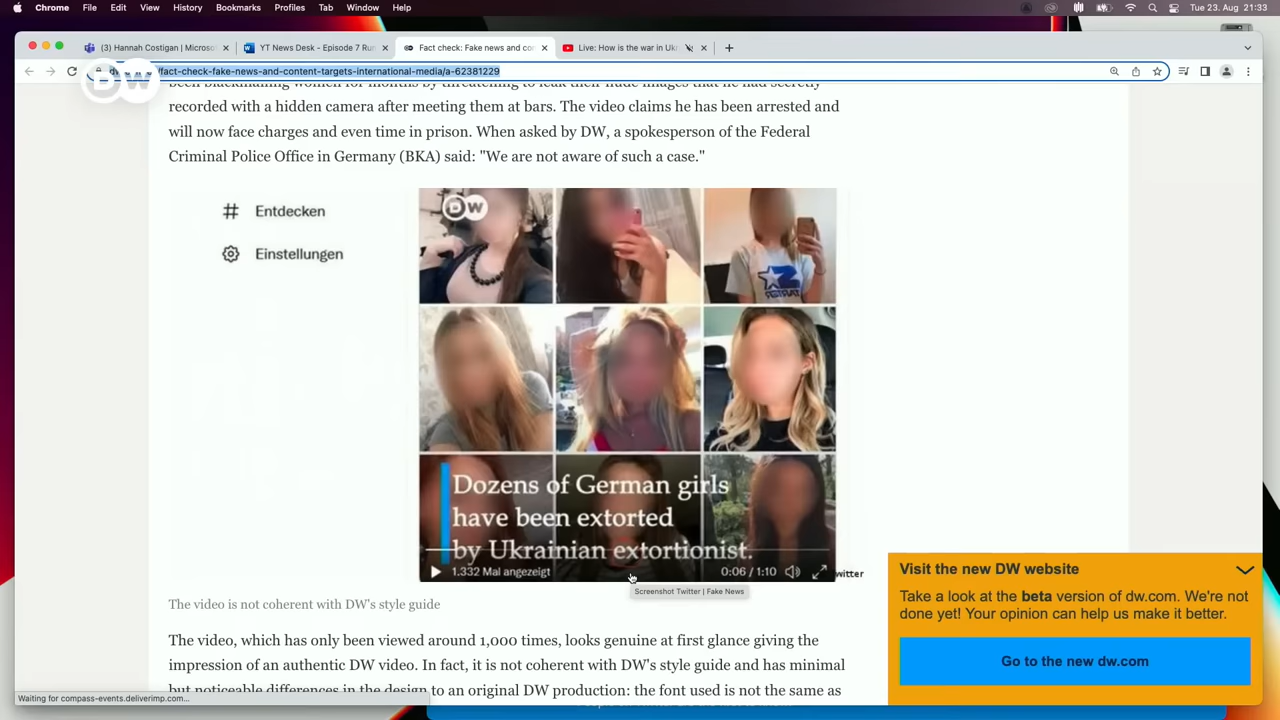 Chrome File Edit View History Bookmarks Profiles Tab Window Help
Tue 23. Aug 21:33
(3) Hannah Costigan | Microso
YT News Desk - Episode 7 Run
Fact check: Fake news and co
Live: How is the war in Uk
/fact-check-fake-news-and-content-targets-international-media/a-62381229
DW
been blackmailing women for months by threatening to leak their nude images that he had secretly
recorded with a hidden camera after meeting them at bars. The video claims he has been arrested and
will now face charges and even time in prison. When asked by DW, a spokesperson of the Federal
Criminal Police Office in Germany (BKA) said: "We are not aware of such a case."
Entdecken
Einstellungen
DW
Dozens of German girls
have been extorted
by Ukrainian extortionist.
1.332 Mal angezeigt
0:06 / 1:10
witter
Screenshot Twitter | Fake News
The video is not coherent with DW's style guide
The video, which has only been viewed around 1,000 times, looks genuine at first glance giving the
impression of an authentic DW video. In fact, it is not coherent with DW's style guide and has minimal
but noticeable differences in the design to an original DW production: the font used is not the same as
Visit the new DW website
Take a look at the beta version of dw.com. We're not
done yet! Your opinion can help us make it better.
Go to the new dw.com
Waiting for compass-events.deliverimp.com...